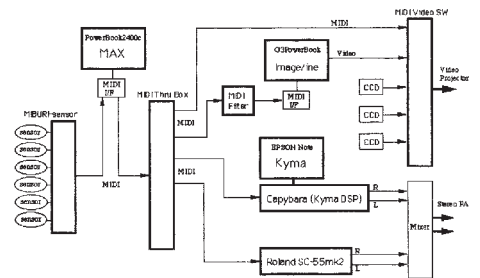 MIDI Video SW
PowerBook2400c
MAX
MIDI
I/F
MIDI
G3PowerBook
Image/ine
Video
Video
Projector
MIDI Thru Box
MIDI
MIDI
Filter
MIDI
I/F
CCD
CCD
CCD
MIBURI-sensor
sensor
sensor
sensor
sensor
sensor
sensor
MIDI
MIDI
EPSON Note
Kyma
Capybara (Kyma DSP)
R
L
Mixer
Stereo PA
Roland SC-55mk2
R
L